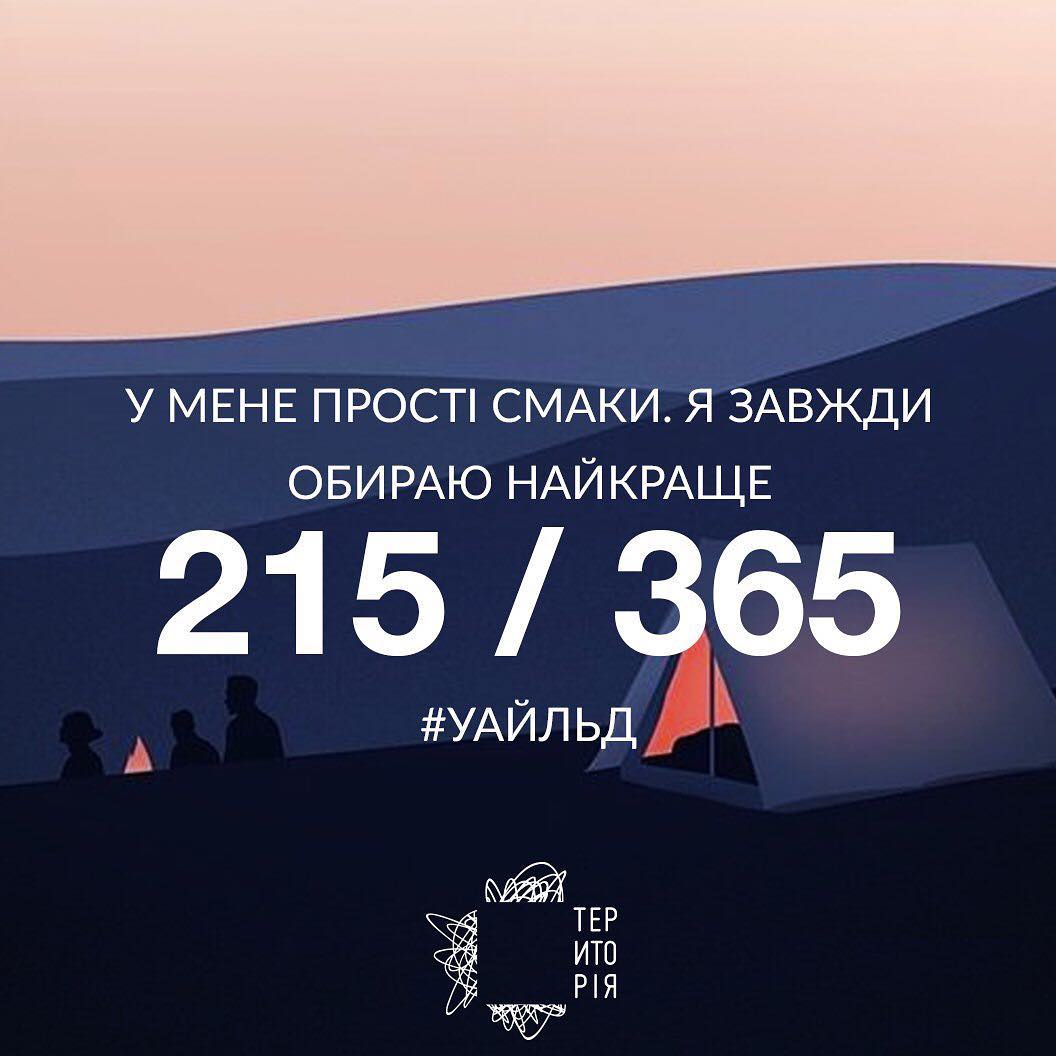 У МЕНЕ ПРОСТІ СМАКИ. Я ЗАВЖДИ
ОБИРАЮ НАЙКРАЩЕ
215 / 365
#УАЙЛЬД
ТЕР
ИТО
РІЯ